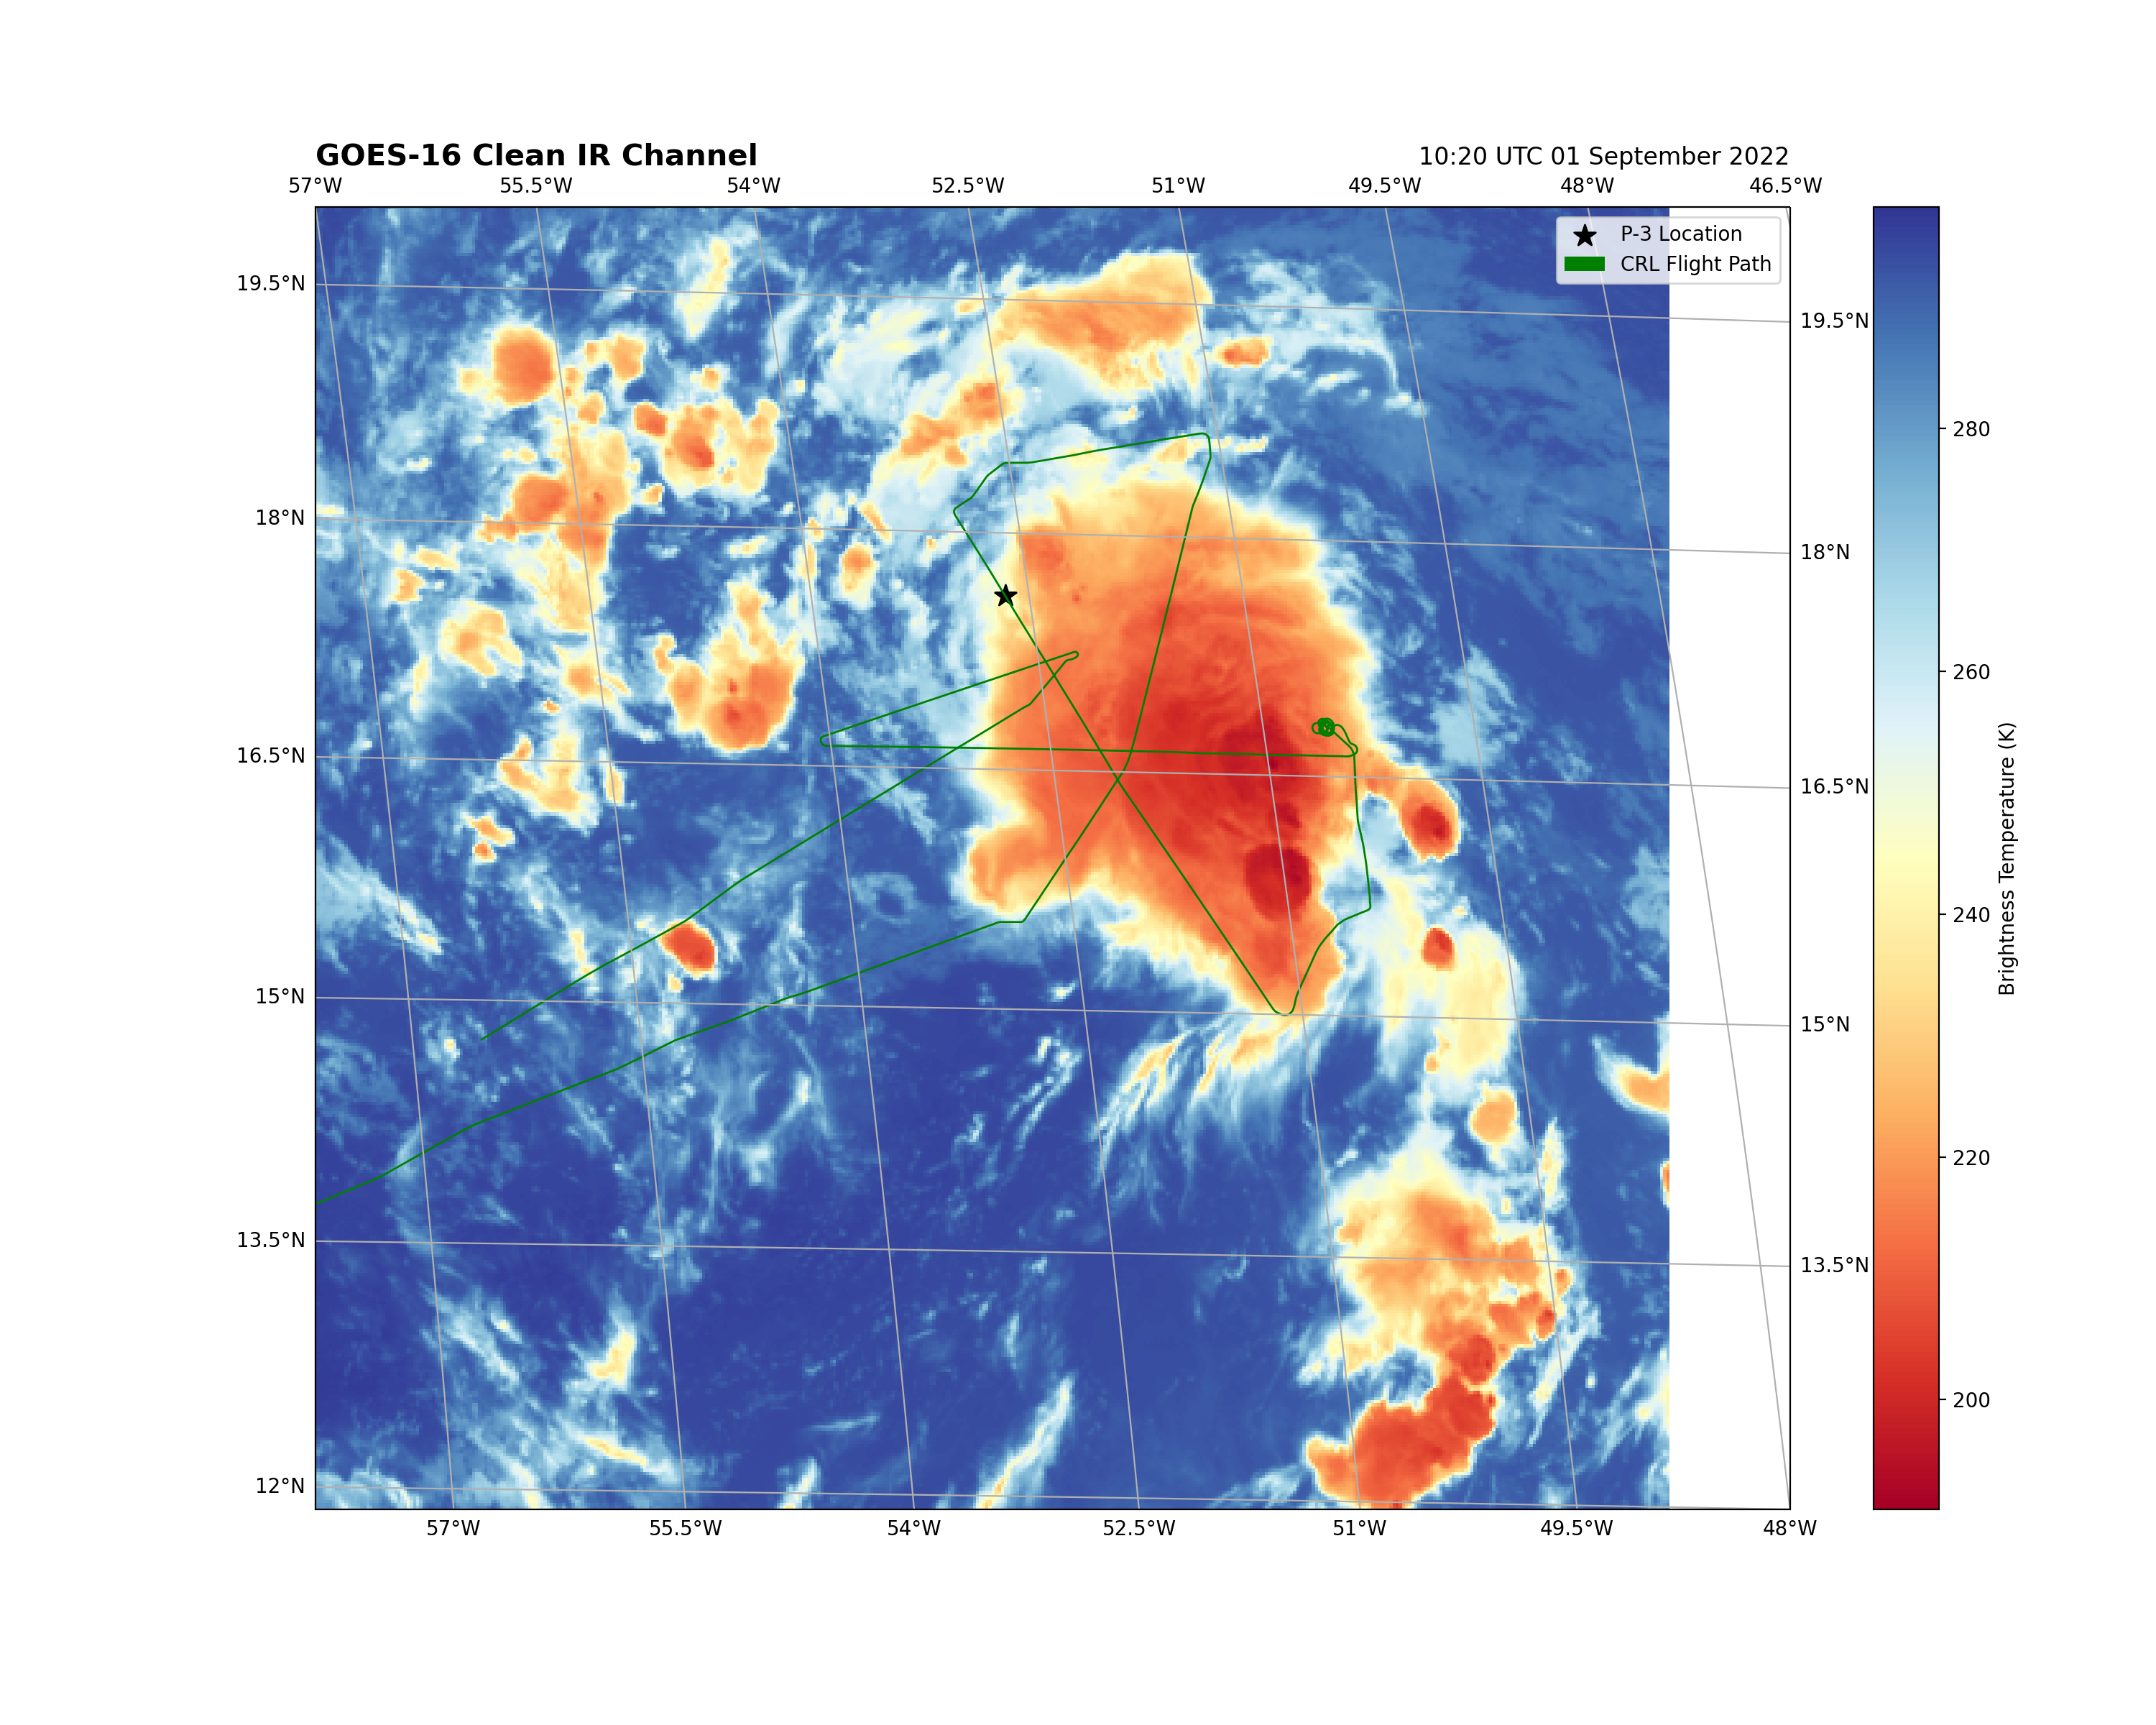 GOES-16 Clean IR Channel
10:20 UTC 01 September 2022
57°W 55.5°W 54°W 52.5°W 51°W 49.5°W 48°W 46.5°W
P-3 Location
CRL Flight Path
19.5°N
18°N
16.5°N
15°N
13.5°N
12°N
19.5°N
18°N
16.5°N
15°N
13.5°N
57°W 55.5°W 54°W 52.5°W 51°W 49.5°W 48°W
280
260
240
220
200
Brightness Temperature (K)